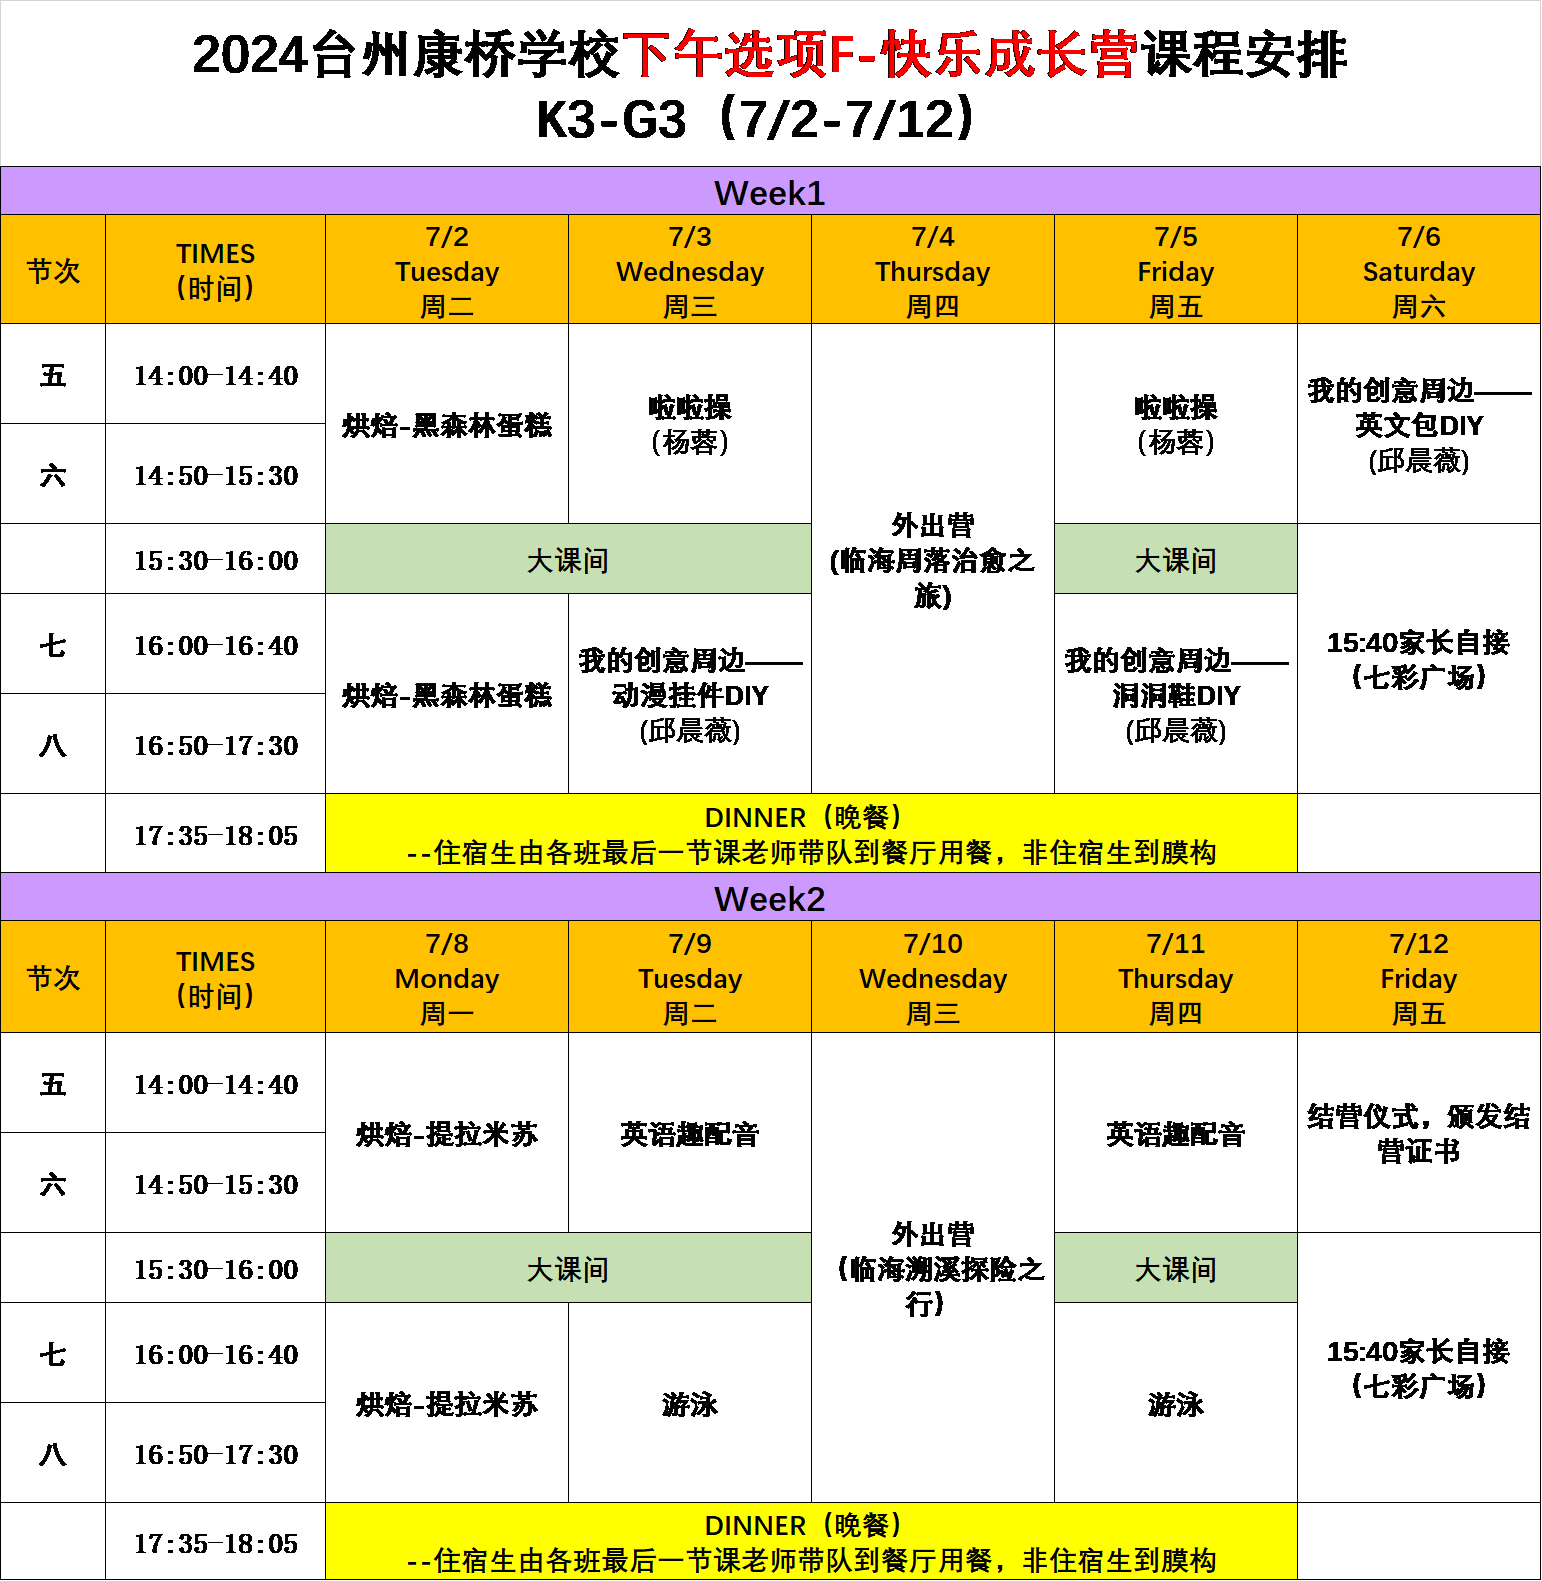 2024台州康桥学校下午选项F-快乐成长营课程安排
K3-G3（7/2-7/12）
Week1
节次
TIMES
（时间）
7/2
Tuesday
周二
7/3
Wednesday
周三
7/4
Thursday
周四
7/5
Friday
周五
7/6
Saturday
周六
五
14:00—14:40
六
14:50—15:30
烘焙-黑森林蛋糕
啦啦操
（杨蓉）
外出营
(临海周落治愈之
旅)
啦啦操
（杨蓉）
我的创意周边——
英文包DIY
(邱晨薇)
15:30—16:00
大课间
大课间
七
16:00—16:40
八
16:50—17:30
烘焙-黑森林蛋糕
我的创意周边——
动漫挂件DIY
(邱晨薇)
我的创意周边——
洞洞鞋DIY
(邱晨薇)
15:40家长自接
（七彩广场）
17:35—18:05
DINNER（晚餐）
--住宿生由各班最后一节课老师带队到餐厅用餐，非住宿生到膜构
Week2
节次
TIMES
（时间）
7/8
Monday
周一
7/9
Tuesday
周二
7/10
Wednesday
周三
7/11
Thursday
周四
7/12
Friday
周五
五
14:00—14:40
六
14:50—15:30
烘焙-提拉米苏
英语趣配音
外出营
（临海溯溪探险之
行）
英语趣配音
结营仪式，颁发结
营证书
15:30—16:00
大课间
大课间
七
16:00—16:40
八
16:50—17:30
烘焙-提拉米苏
游泳
游泳
15:40家长自接
（七彩广场）
17:35—18:05
DINNER（晚餐）
--住宿生由各班最后一节课老师带队到餐厅用餐，非住宿生到膜构